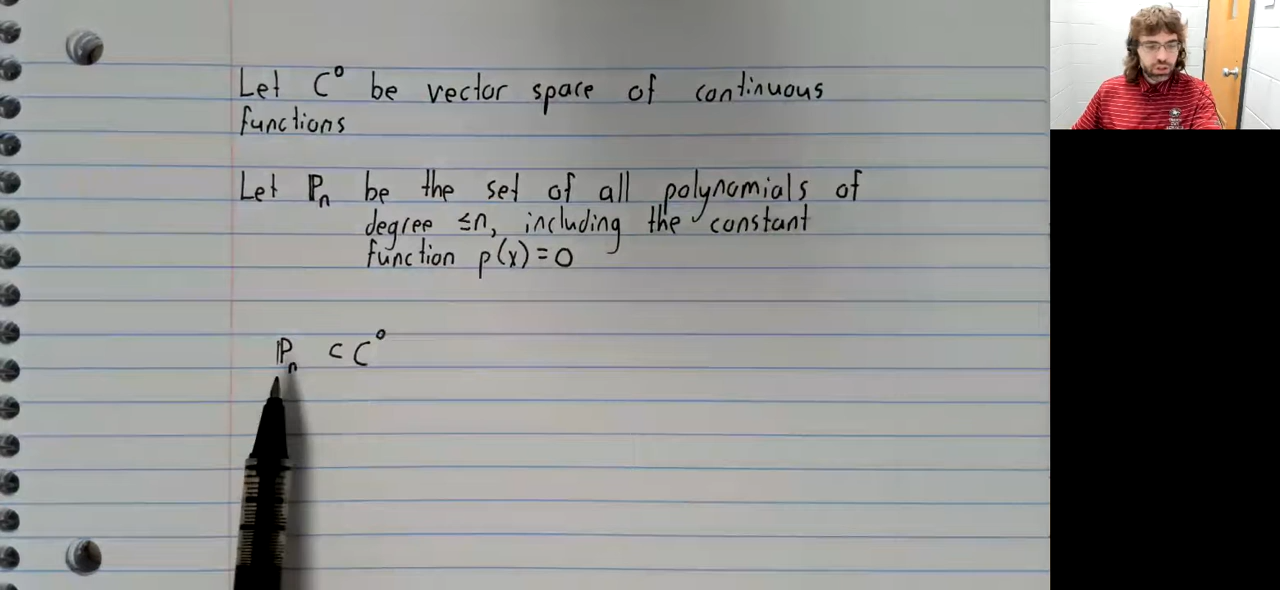 Let C⁰ be vector space of continuous
functions
Let ℙₙ be the set of all polynomials of
degree ≤n, including the constant
function p(x)=0
ℙₙ ⊂ C⁰